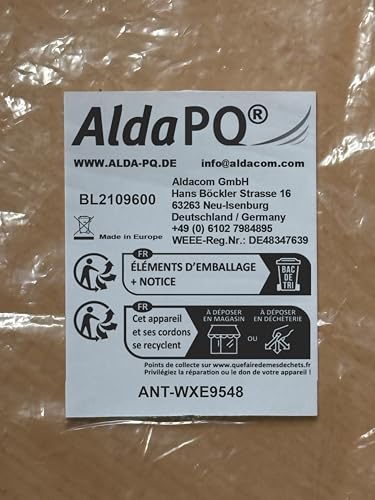 AldaPQ®
WWW.ALDA-PQ.DE info@aldacom.com
BL2109600
Made in Europe
Aldacom GmbH
Hans Böckler Strasse 16
63263 Neu-Isenburg
Deutschland / Germany
+49 (0) 6102 7984895
WEEE-Reg.Nr.: DE48347639
FR
ÉLÉMENTS D'EMBALLAGE
+ NOTICE
BAC
DE
TRI
FR
Cet appareil
et ses cordons
se recyclent
À DÉPOSER
EN MAGASIN
OU
À DÉPOSER
EN DÉCHÈTERIE
Points de collecte sur www.quefairedemesdechets.fr
Privilégiez la réparation ou le don de votre appareil !
ANT-WXE9548